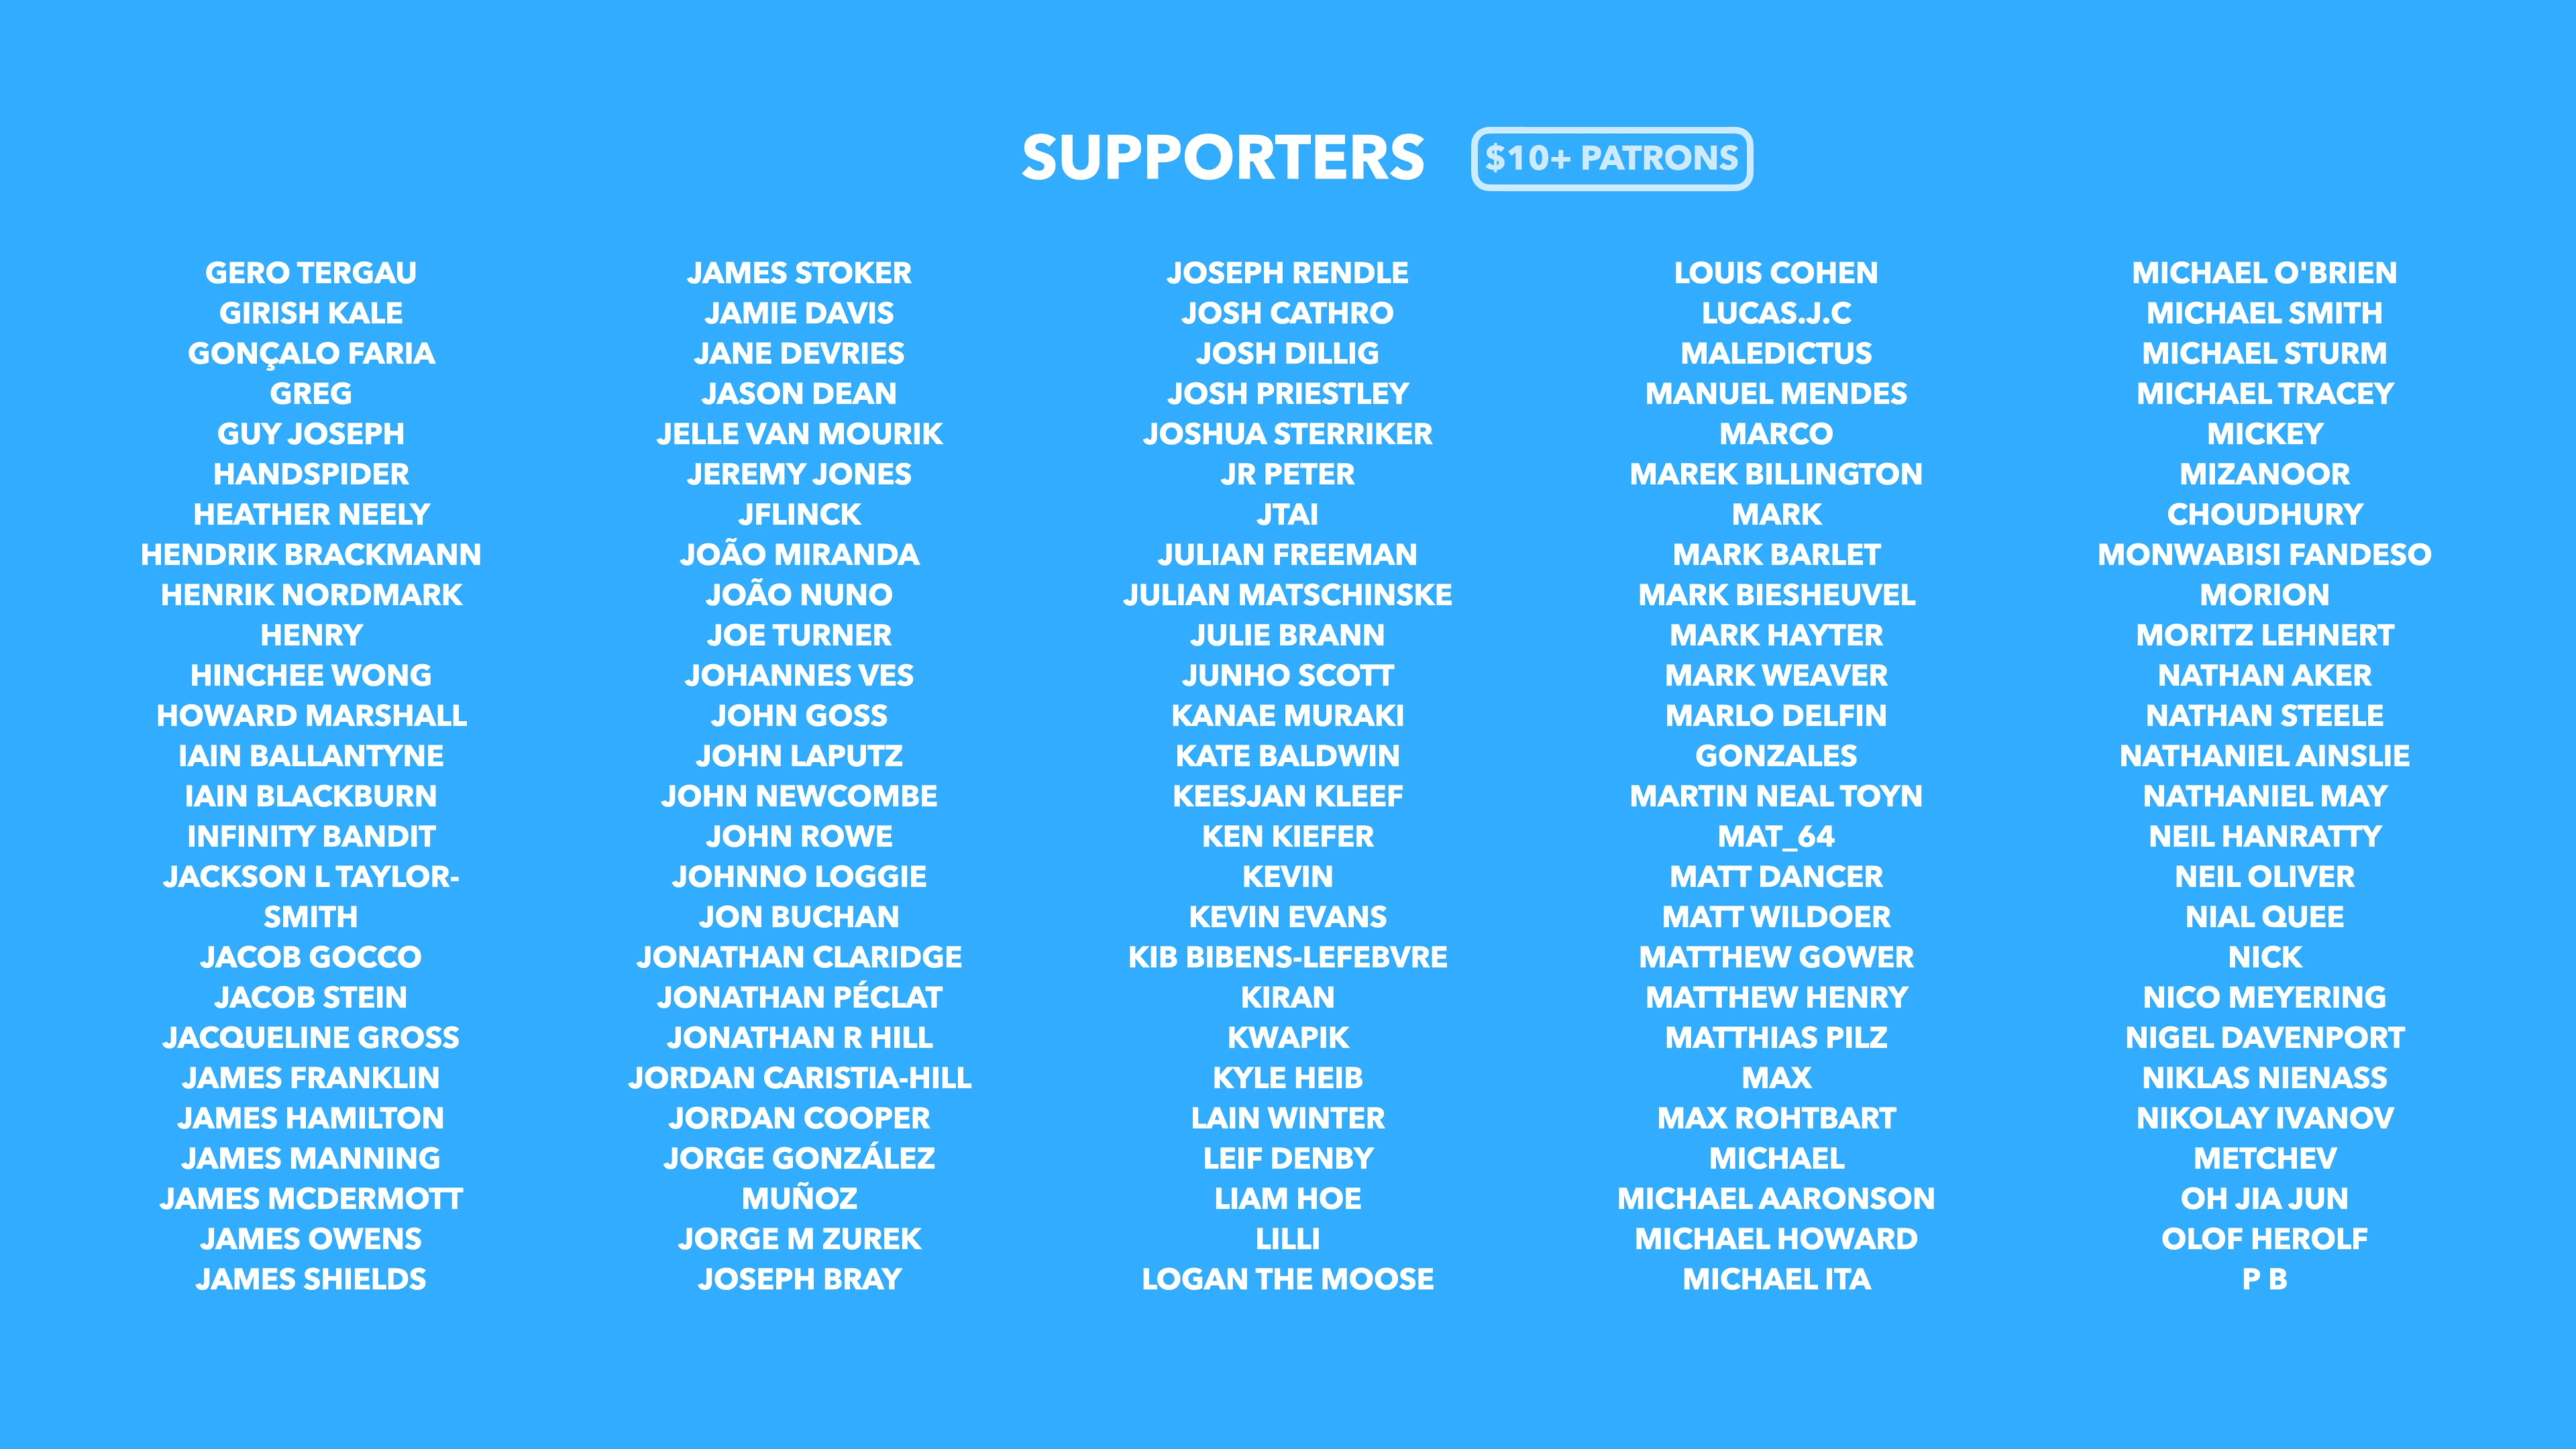 SUPPORTERS $10+ PATRONS
GERO TERGAU
GIRISH KALE
GONÇALO FARIA
GREG
GUY JOSEPH
HANDSPIDER
HEATHER NEELY
HENDRIK BRACKMANN
HENRIK NORDMARK
HENRY
HINCHEE WONG
HOWARD MARSHALL
IAIN BALLANTYNE
IAIN BLACKBURN
INFINITY BANDIT
JACKSON L TAYLOR-
SMITH
JACOB GOCCO
JACOB STEIN
JACQUELINE GROSS
JAMES FRANKLIN
JAMES HAMILTON
JAMES MANNING
JAMES MCDERMOTT
JAMES OWENS
JAMES SHIELDS
JAMES STOKER
JAMIE DAVIS
JANE DEVRIES
JASON DEAN
JELLE VAN MOURIK
JEREMY JONES
JFLINCK
JOÃO MIRANDA
JOÃO NUNO
JOE TURNER
JOHANNES VES
JOHN GOSS
JOHN LAPUTZ
JOHN NEWCOMBE
JOHN ROWE
JOHNNO LOGGIE
JON BUCHAN
JONATHAN CLARIDGE
JONATHAN PÉCLAT
JONATHAN R HILL
JORDAN CARISTIA-HILL
JORDAN COOPER
JORGE GONZÁLEZ
MUÑOZ
JORGE M ZUREK
JOSEPH BRAY
JOSEPH RENDLE
JOSH CATHRO
JOSH DILLIG
JOSH PRIESTLEY
JOSHUA STERRIKER
JR PETER
JTAI
JULIAN FREEMAN
JULIAN MATSCHINSKE
JULIE BRANN
JUNHO SCOTT
KANAE MURAKI
KATE BALDWIN
KEESJAN KLEEF
KEN KIEFER
KEVIN
KEVIN EVANS
KIB BIBENS-LEFEBVRE
KIRAN
KWAPIK
KYLE HEIB
LAIN WINTER
LEIF DENBY
LIAM HOE
LILLI
LOGAN THE MOOSE
LOUIS COHEN
LUCAS.J.C
MALEDICTUS
MANUEL MENDES
MARCO
MAREK BILLINGTON
MARK
MARK BARLET
MARK BIESHEUVEL
MARK HAYTER
MARK WEAVER
MARLO DELFIN
GONZALES
MARTIN NEAL TOYN
MAT_64
MATT DANCER
MATT WILDOER
MATTHEW GOWER
MATTHEW HENRY
MATTHIAS PILZ
MAX
MAX ROHTBART
MICHAEL
MICHAEL AARONSON
MICHAEL HOWARD
MICHAEL ITA
MICHAEL O'BRIEN
MICHAEL SMITH
MICHAEL STURM
MICHAEL TRACEY
MICKEY
MIZANOOR
CHOUDHURY
MONWABISI FANDESO
MORION
MORITZ LEHNERT
NATHAN AKER
NATHAN STEELE
NATHANIEL AINSLIE
NATHANIEL MAY
NEIL HANRATTY
NEIL OLIVER
NIAL QUEE
NICK
NICO MEYERING
NIGEL DAVENPORT
NIKLAS NIENASS
NIKOLAY IVANOV
METCHEV
OH JIA JUN
OLOF HEROLF
P B